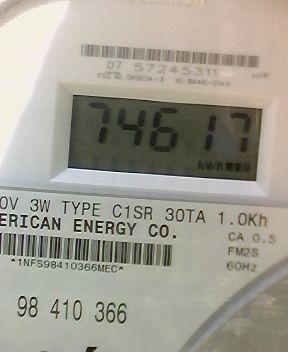 07 57245311
74617
kWh
0V 3W TYPE C1SR 30TA 1.0Kh
ERICAN ENERGY CO.
CA 0.5
FM2S
60Hz
*1NFS98410366MEC*
98 410 366